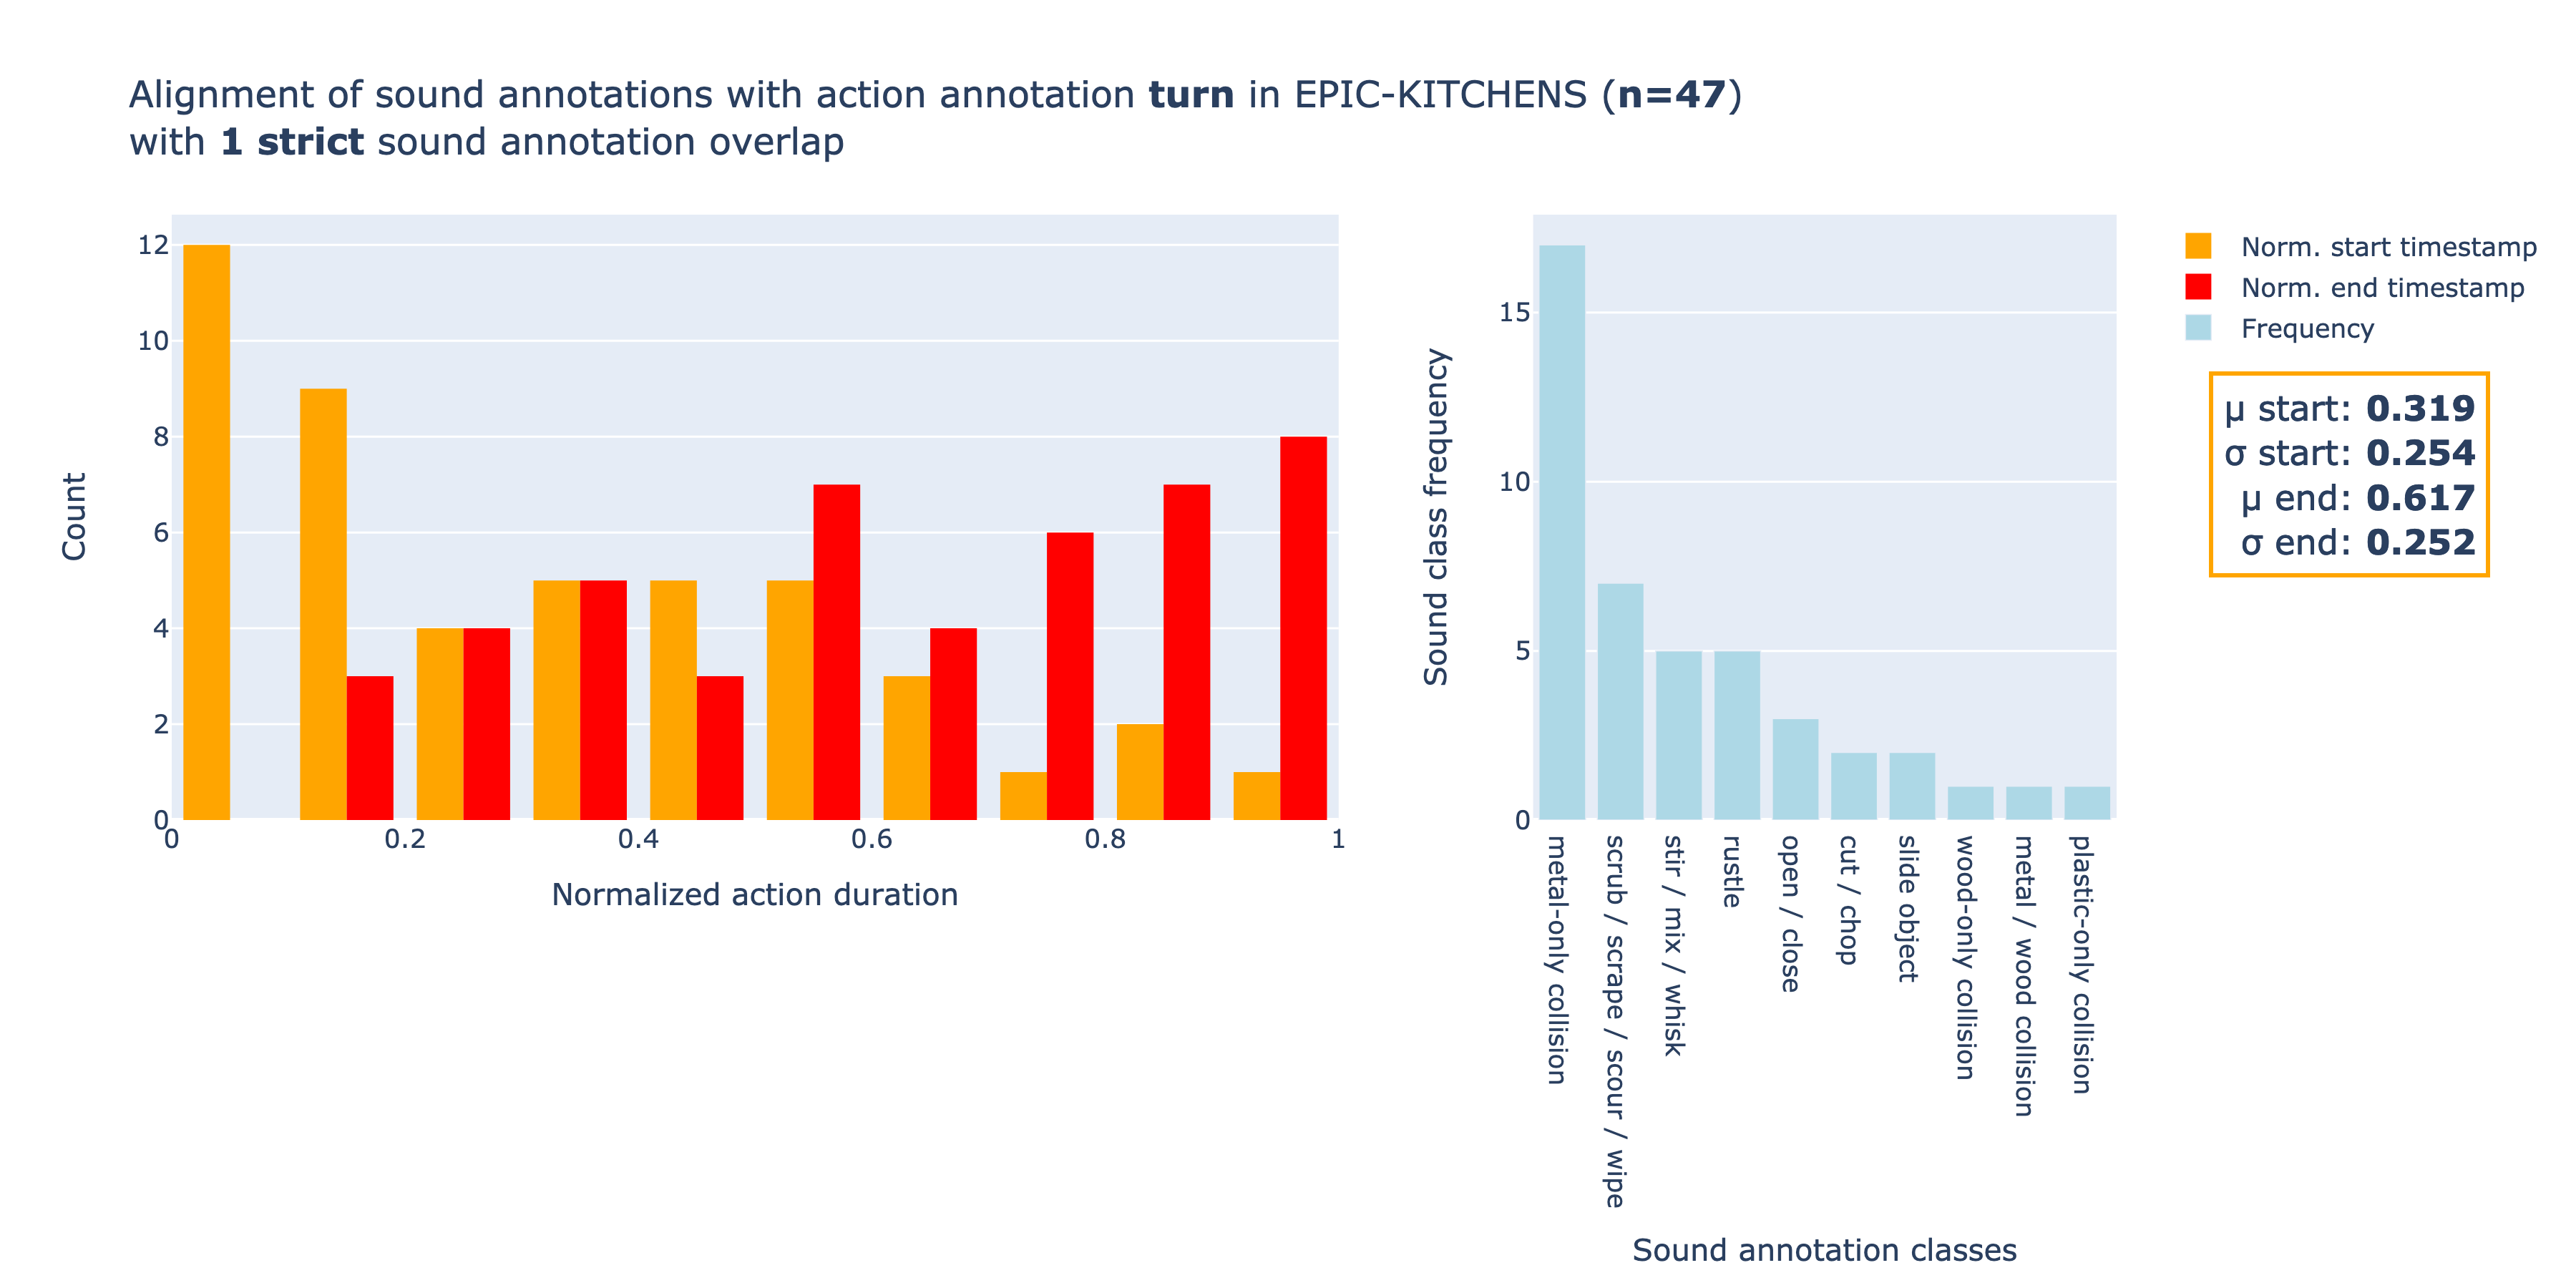 Alignment of sound annotations with action annotation turn in EPIC-KITCHENS (n=47)
with 1 strict sound annotation overlap
12
10
8
6
4
2
0
Count
0
0.2
0.4
0.6
0.8
1
Normalized action duration
15
10
5
0
Sound class frequency
metal-only collision
scrub / scrape / scour / wipe
stir / mix / whisk
rustle
open / close
cut / chop
slide object
wood-only collision
metal / wood collision
plastic-only collision
Sound annotation classes
Norm. start timestamp
Norm. end timestamp
Frequency
μ start: 0.319
σ start: 0.254
μ end: 0.617
σ end: 0.252